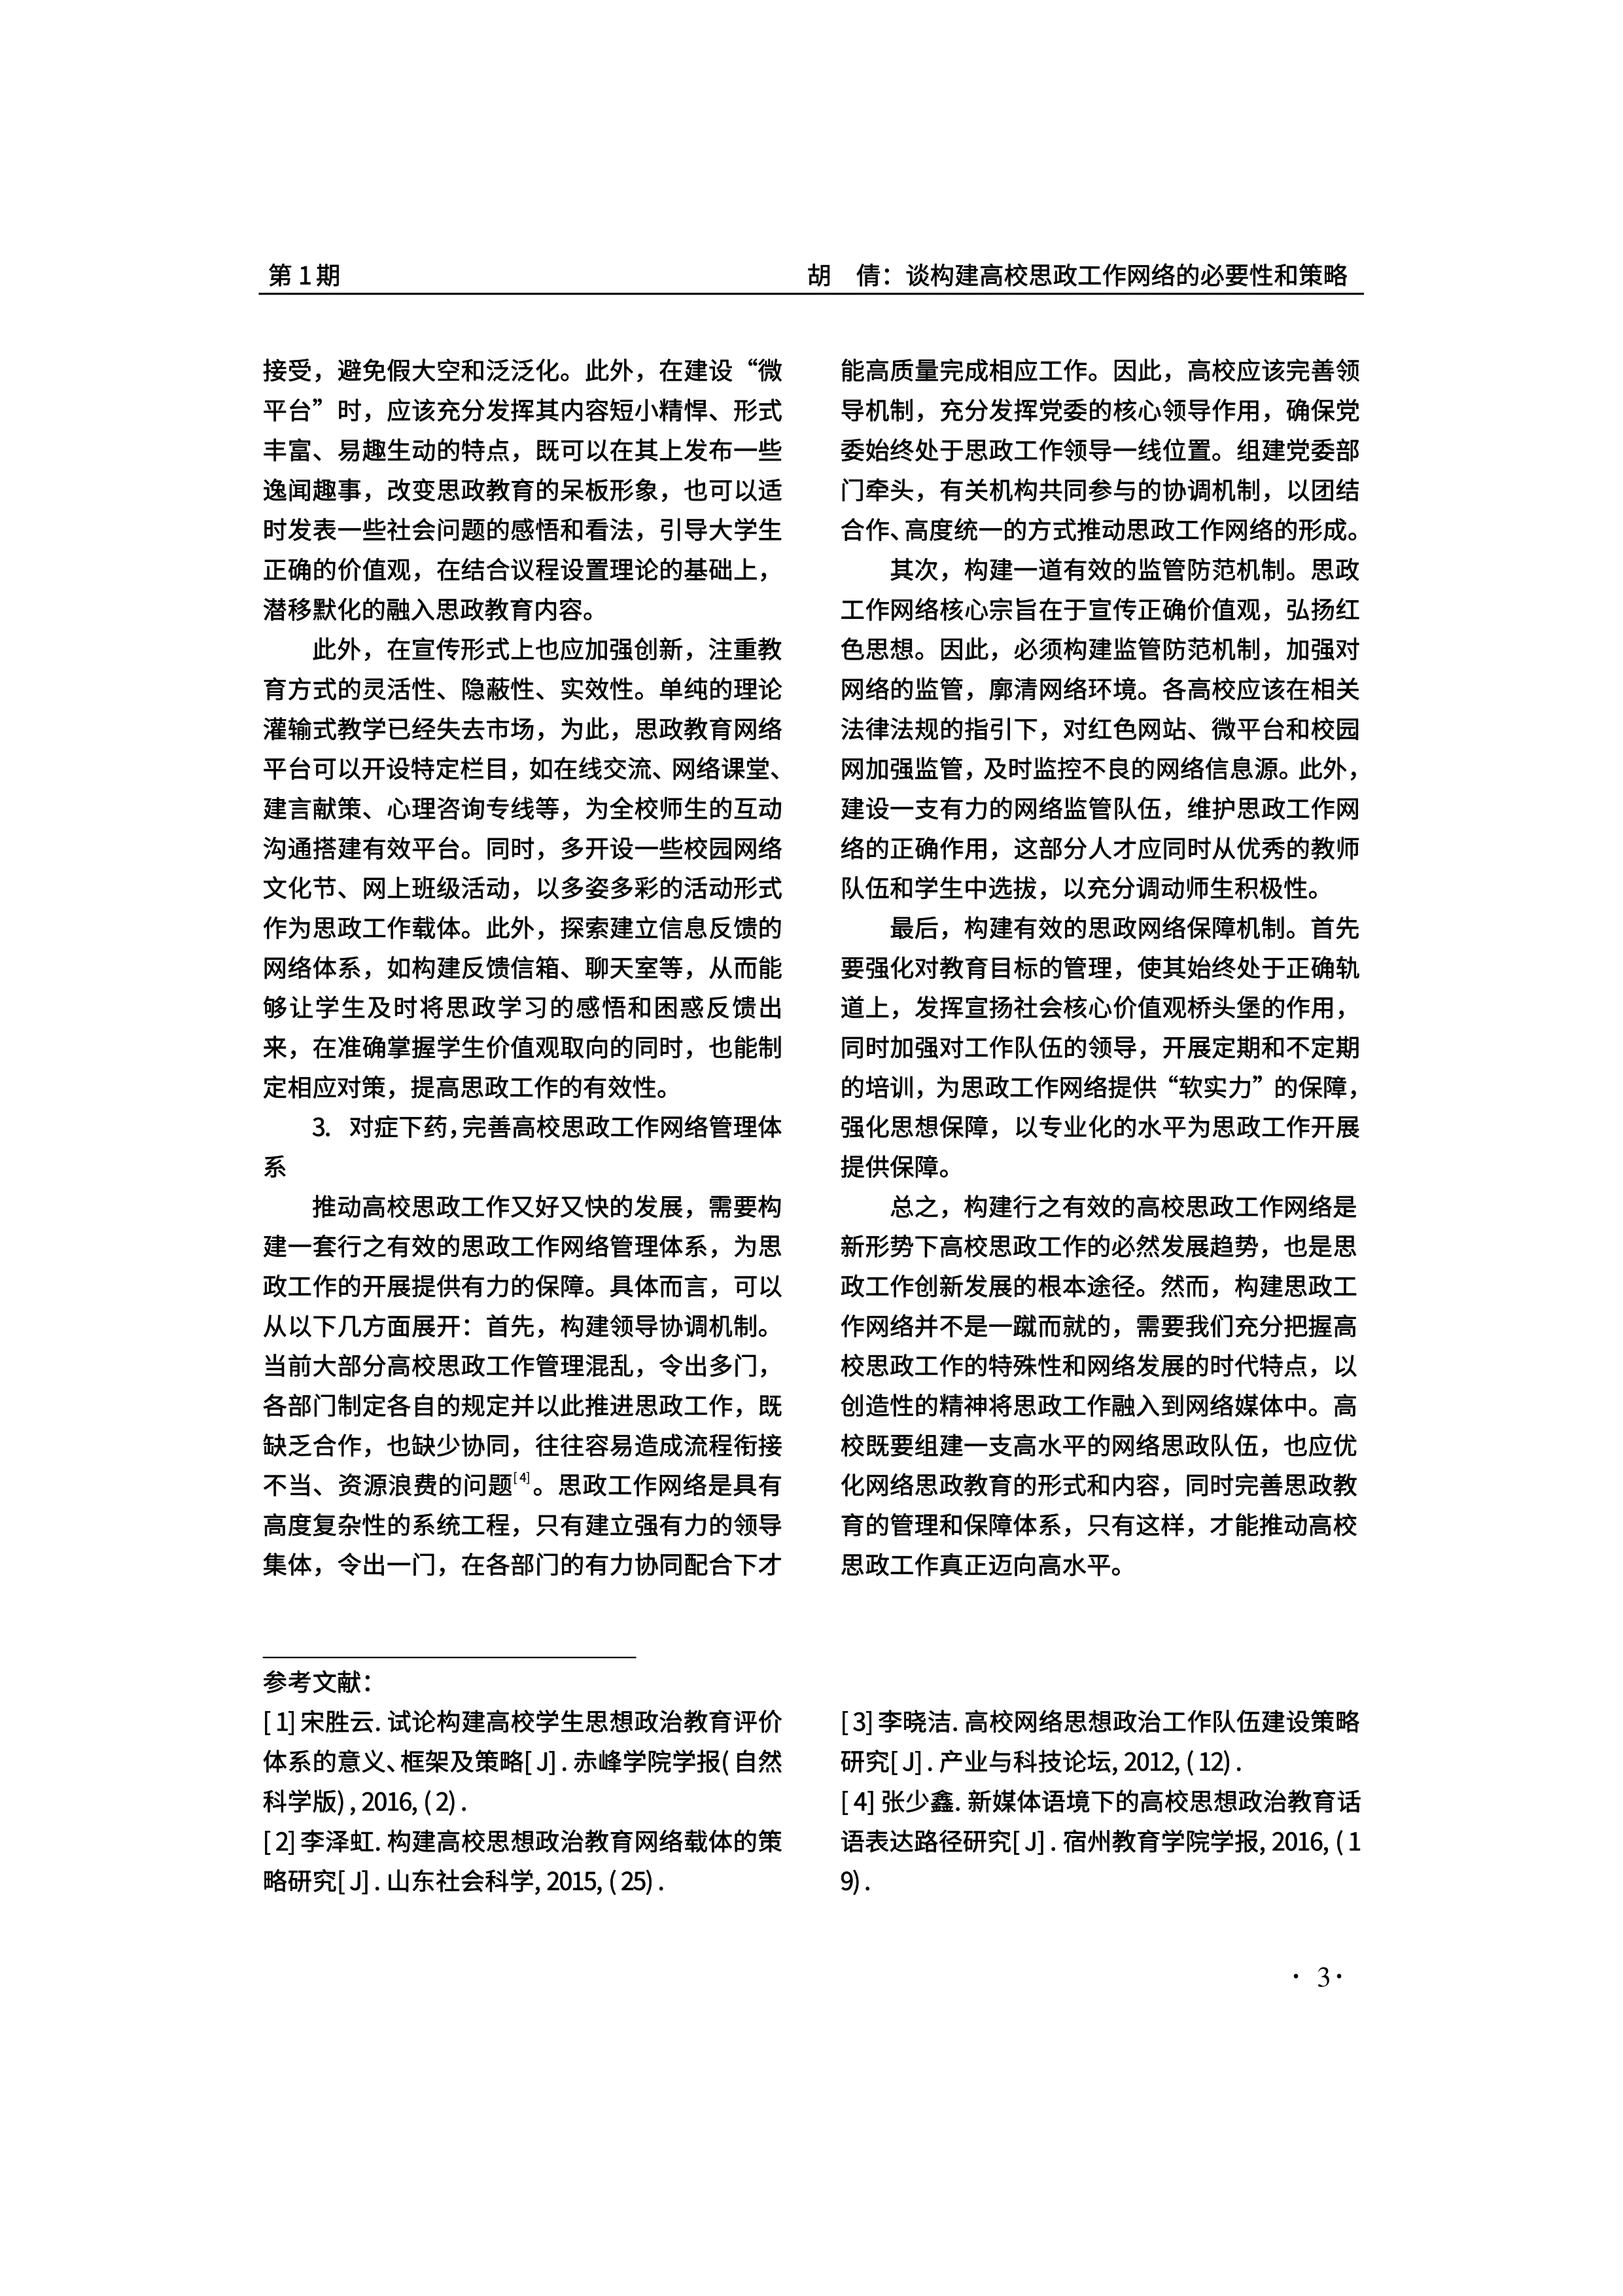 第1期
胡　倩：谈构建高校思政工作网络的必要性和策略
接受，避免假大空和泛泛化。此外，在建设“微
平台”时，应该充分发挥其内容短小精悍、形式
丰富、易趣生动的特点，既可以在其上发布一些
逸闻趣事，改变思政教育的呆板形象，也可以适
时发表一些社会问题的感悟和看法，引导大学生
正确的价值观，在结合议程设置理论的基础上，
潜移默化的融入思政教育内容。
此外，在宣传形式上也应加强创新，注重教
育方式的灵活性、隐蔽性、实效性。单纯的理论
灌输式教学已经失去市场，为此，思政教育网络
平台可以开设特定栏目，如在线交流、网络课堂、
建言献策、心理咨询专线等，为全校师生的互动
沟通搭建有效平台。同时，多开设一些校园网络
文化节、网上班级活动，以多姿多彩的活动形式
作为思政工作载体。此外，探索建立信息反馈的
网络体系，如构建反馈信箱、聊天室等，从而能
够让学生及时将思政学习的感悟和困惑反馈出
来，在准确掌握学生价值观取向的同时，也能制
定相应对策，提高思政工作的有效性。
3. 对症下药，完善高校思政工作网络管理体
系
推动高校思政工作又好又快的发展，需要构
建一套行之有效的思政工作网络管理体系，为思
政工作的开展提供有力的保障。具体而言，可以
从以下几方面展开：首先，构建领导协调机制。
当前大部分高校思政工作管理混乱，令出多门，
各部门制定各自的规定并以此推进思政工作，既
缺乏合作，也缺少协同，往往容易造成流程衔接
不当、资源浪费的问题[4]。思政工作网络是具有
高度复杂性的系统工程，只有建立强有力的领导
集体，令出一门，在各部门的有力协同配合下才
能高质量完成相应工作。因此，高校应该完善领
导机制，充分发挥党委的核心领导作用，确保党
委始终处于思政工作领导一线位置。组建党委部
门牵头，有关机构共同参与的协调机制，以团结
合作、高度统一的方式推动思政工作网络的形成。
其次，构建一道有效的监管防范机制。思政
工作网络核心宗旨在于宣传正确价值观，弘扬红
色思想。因此，必须构建监管防范机制，加强对
网络的监管，廓清网络环境。各高校应该在相关
法律法规的指引下，对红色网站、微平台和校园
网加强监管，及时监控不良的网络信息源。此外，
建设一支有力的网络监管队伍，维护思政工作网
络的正确作用，这部分人才应同时从优秀的教师
队伍和学生中选拔，以充分调动师生积极性。
最后，构建有效的思政网络保障机制。首先
要强化对教育目标的管理，使其始终处于正确轨
道上，发挥宣扬社会核心价值观桥头堡的作用，
同时加强对工作队伍的领导，开展定期和不定期
的培训，为思政工作网络提供“软实力”的保障，
强化思想保障，以专业化的水平为思政工作开展
提供保障。
总之，构建行之有效的高校思政工作网络是
新形势下高校思政工作的必然发展趋势，也是思
政工作创新发展的根本途径。然而，构建思政工
作网络并不是一蹴而就的，需要我们充分把握高
校思政工作的特殊性和网络发展的时代特点，以
创造性的精神将思政工作融入到网络媒体中。高
校既要组建一支高水平的网络思政队伍，也应优
化网络思政教育的形式和内容，同时完善思政教
育的管理和保障体系，只有这样，才能推动高校
思政工作真正迈向高水平。
参考文献：
[1]宋胜云.试论构建高校学生思想政治教育评价
体系的意义、框架及策略[J].赤峰学院学报(自然
科学版),2016,(2).
[2]李泽虹.构建高校思想政治教育网络载体的策
略研究[J].山东社会科学,2015,(25).
[3]李晓洁.高校网络思想政治工作队伍建设策略
研究[J].产业与科技论坛,2012,(12).
[4]张少鑫.新媒体语境下的高校思想政治教育话
语表达路径研究[J].宿州教育学院学报,2016,(1
9).
· 3·